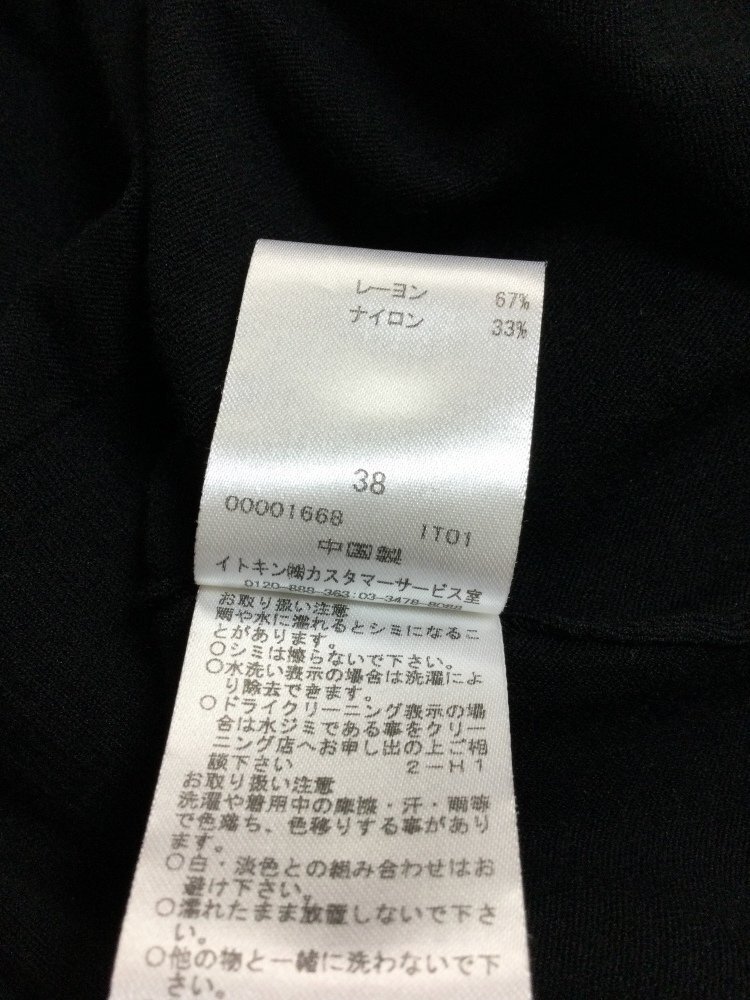 レーヨン 67%
ナイロン 33%
38
00001668 IT01
中国製
イトキン㈱カスタマーサービス室
0120-888-363:03-3478-8088
お取り扱い注意
雨や水に濡れるとシミになるこ
とがあります。
○シミは擦らないで下さい。
○水洗い表示の場合は洗濯によ
り除去できます。
○ドライクリーニング表示の場
合は水ジミである事をクリー
ニング店へお申し出の上ご相
談下さい 2-H1
お取り扱い注意
洗濯や着用中の摩擦・汗・雨等
で色落ち、色移りする事があり
ます。
○白・淡色との組み合わせはお
避け下さい。
○濡れたまま放置しないで下さ
い。
○他の物と一緒に洗わないで下
さい。